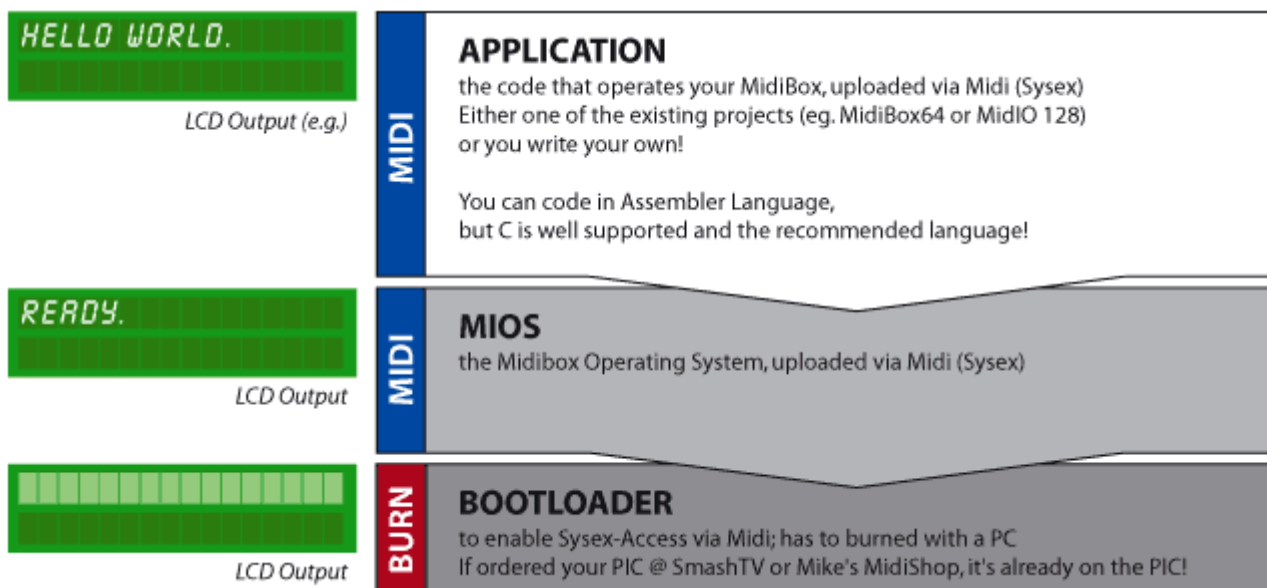 HELLO WORLD.
LCD Output (e.g.)
MIDI
APPLICATION
the code that operates your MidiBox, uploaded via Midi (Sysex)
Either one of the existing projects (eg. MidiBox64 or MidIO 128)
or you write your own!
You can code in Assembler Language,
but C is well supported and the recommended language!
READY.
LCD Output
MIDI
MIOS
the Midibox Operating System, uploaded via Midi (Sysex)
LCD Output
BURN
BOOTLOADER
to enable Sysex-Access via Midi; has to burned with a PC
If ordered your PIC @ SmashTV or Mike's MidiShop, it's already on the PIC!